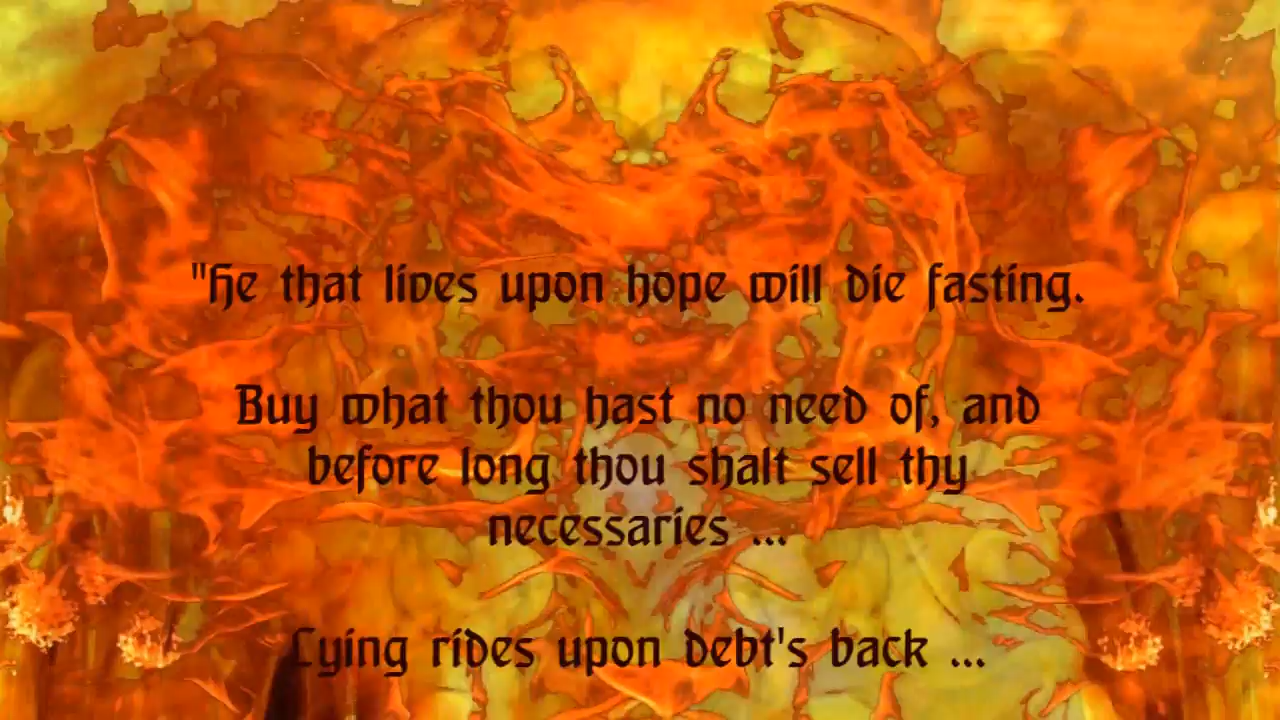 "He that lives upon hope will die fasting.
Buy what thou hast no need of, and
before long thou shalt sell thy
necessaries ...
Lying rides upon debt's back ...